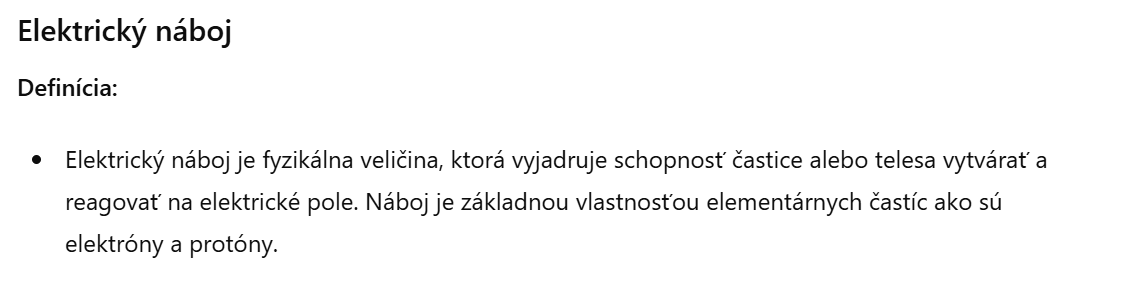 Elektrický náboj
Definícia:
Elektrický náboj je fyzikálna veličina, ktorá vyjadruje schopnosť častice alebo telesa vytvárať a
reagovať na elektrické pole. Náboj je základnou vlastnosťou elementárnych častíc ako sú
elektróny a protóny.